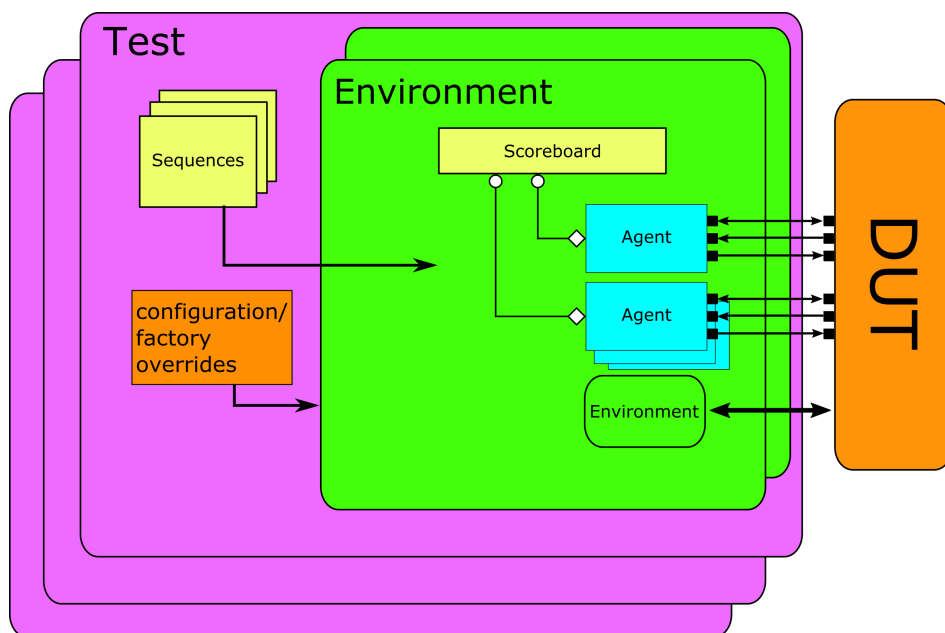 Test
Environment
Scoreboard
Sequences
Agent
configuration/
factory
overrides
Agent
Environment
DUT